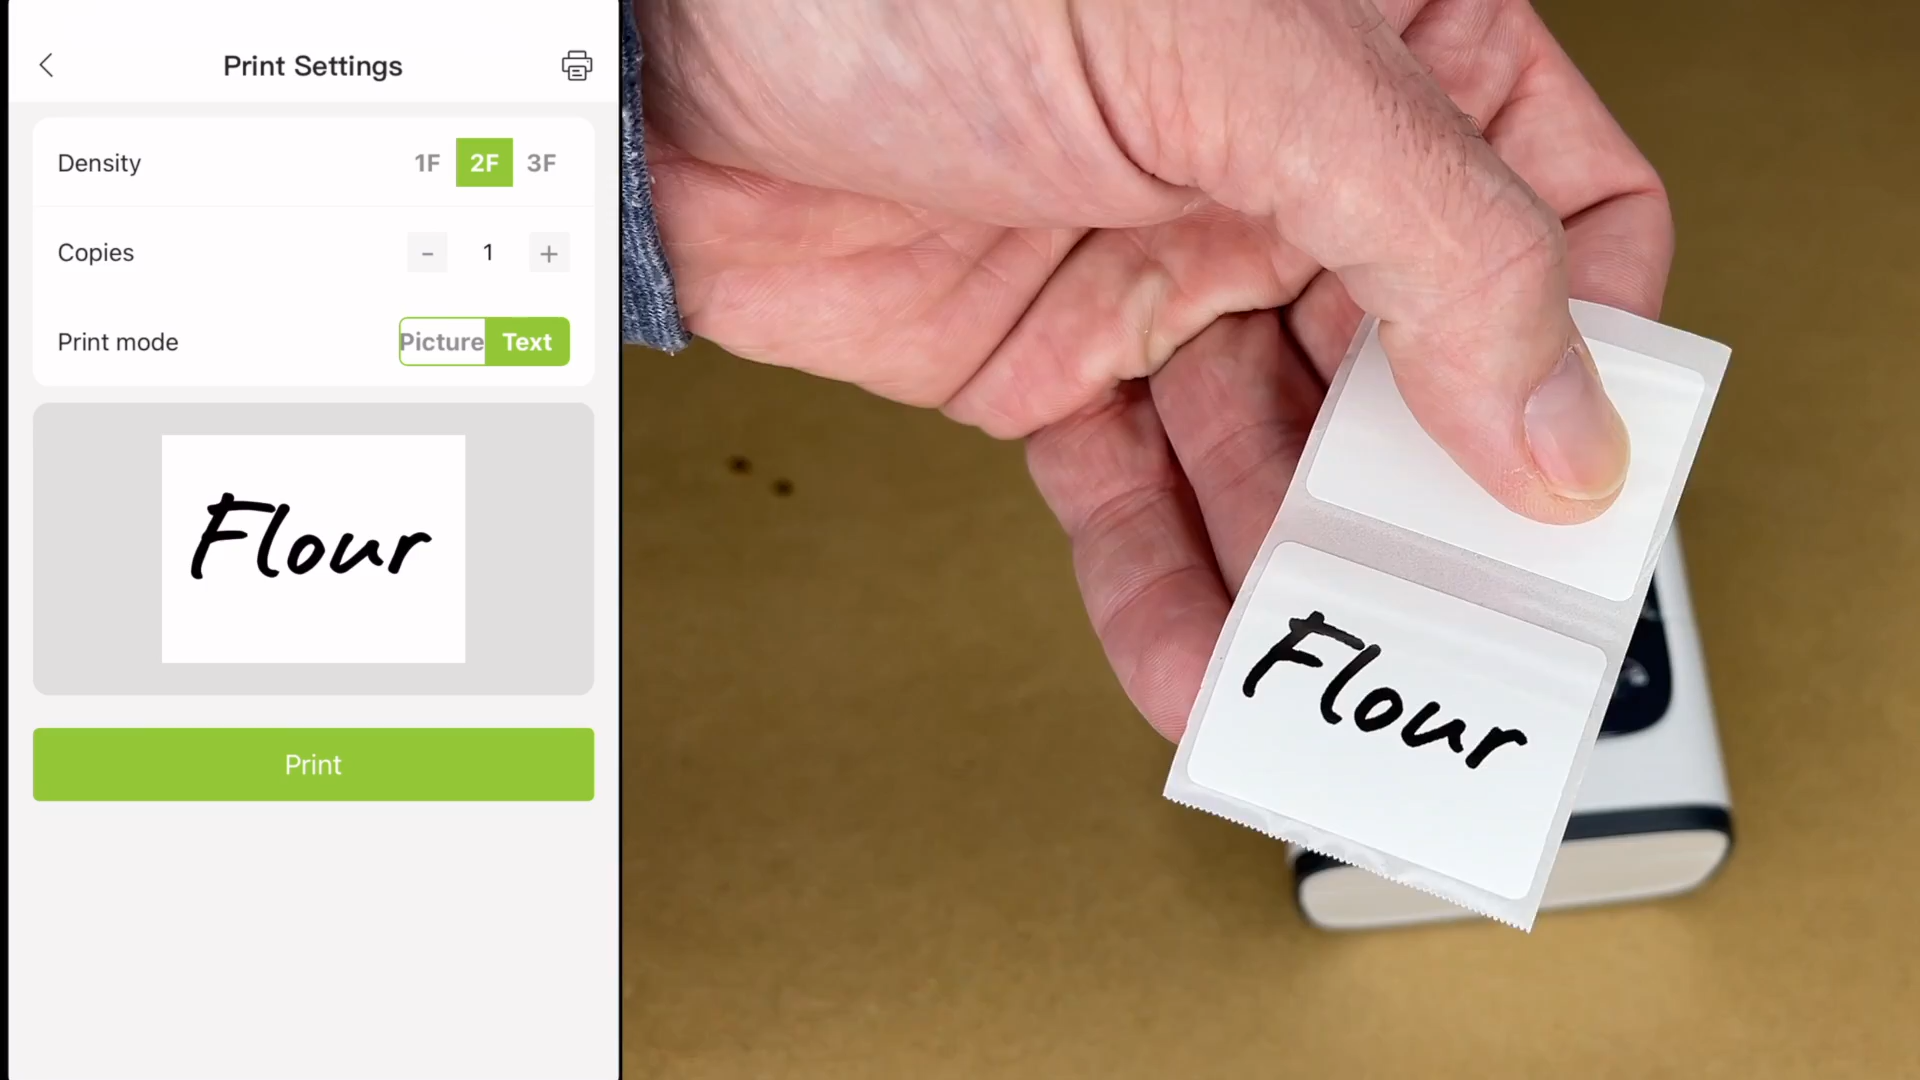 Print Settings
Density 1F 2F 3F
Copies - 1 +
Print mode Picture Text
Flour
Print
Flour